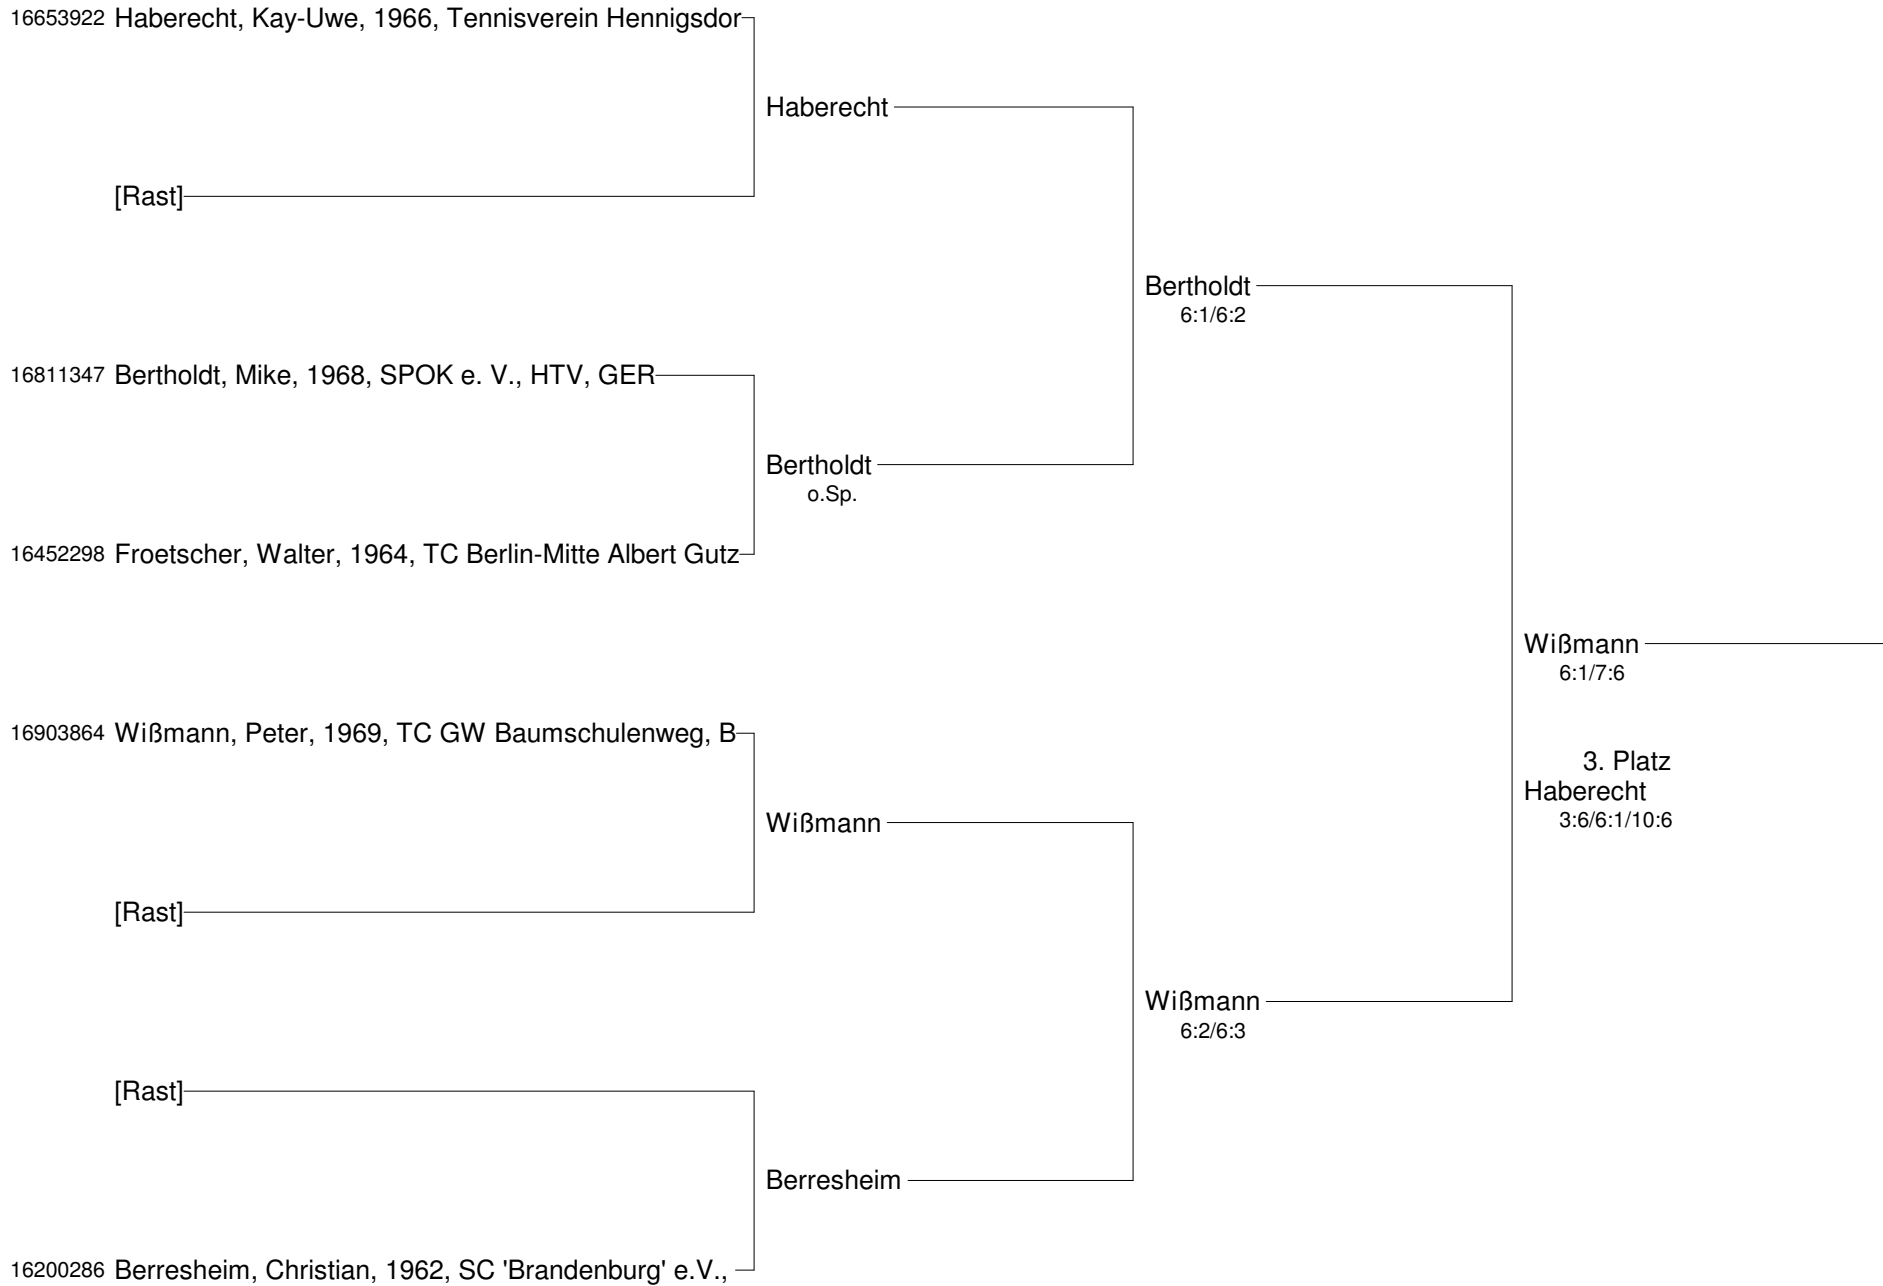 16653922 Haberecht, Kay-Uwe, 1966, Tennisverein Hennigsdor
Haberecht
[Rast]
Bertholdt
6:1/6:2
16811347 Bertholdt, Mike, 1968, SPOK e. V., HTV, GER
Bertholdt
o.Sp.
16452298 Froetscher, Walter, 1964, TC Berlin-Mitte Albert Gutz
Wißmann
6:1/7:6
16903864 Wißmann, Peter, 1969, TC GW Baumschulenweg, B
3. Platz
Haberecht
3:6/6:1/10:6
Wißmann
[Rast]
Wißmann
6:2/6:3
[Rast]
Berresheim
16200286 Berresheim, Christian, 1962, SC 'Brandenburg' e.V.,